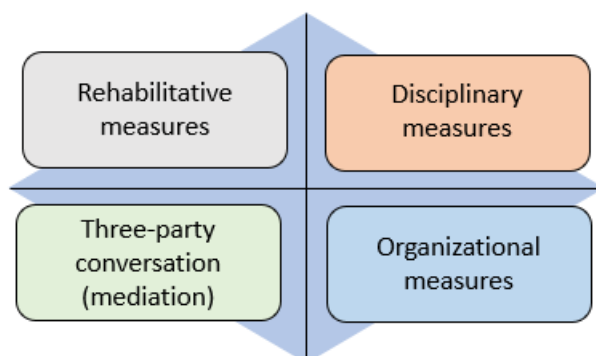 Rehabilitative
measures
Disciplinary
measures
Three-party
conversation
(mediation)
Organizational
measures